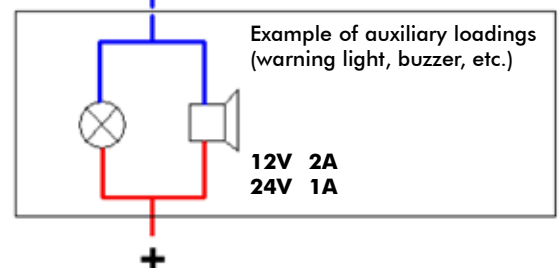 Example of auxiliary loadings
(warning light, buzzer, etc.)
12V 2A
24V 1A
+